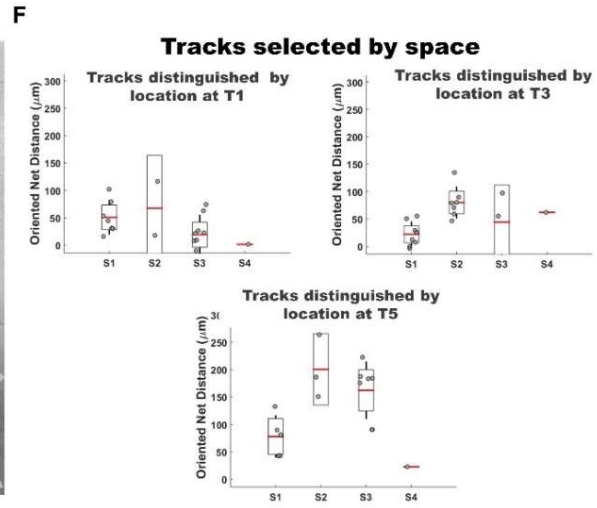 F
Tracks selected by space
Tracks distinguished by
location at T1
Oriented Net Distance (μm)
300
250
200
150
100
50
0
S1 S2 S3 S4
Tracks distinguished by
location at T3
Oriented Net Distance (μm)
300
250
200
150
100
50
0
S1 S2 S3 S4
Tracks distinguished by
location at T5
Oriented Net Distance (μm)
250
200
150
100
50
0
S1 S2 S3 S4